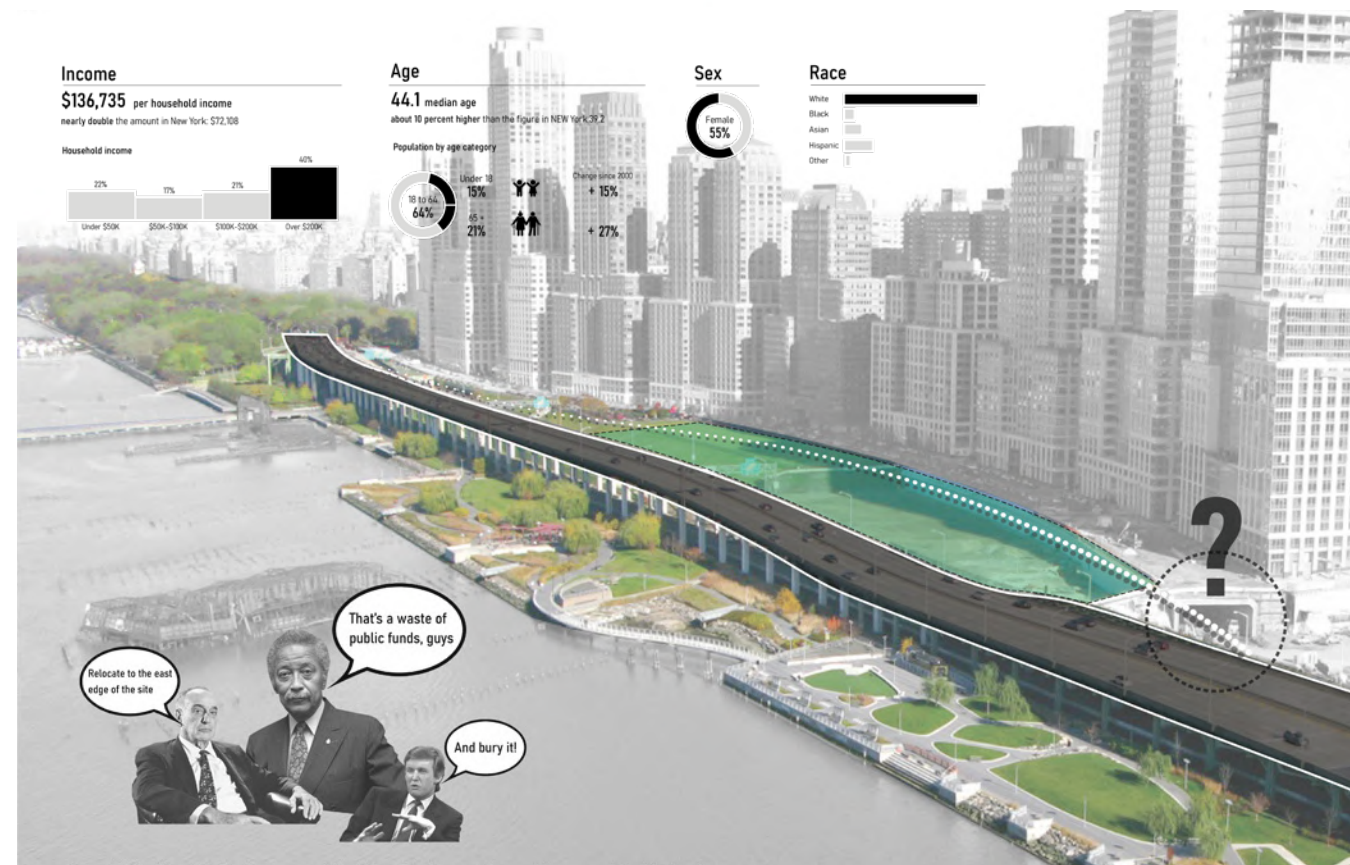 Income
$136,735 per household income
nearly double the amount in New York: $72,108
Household income
22%
17%
21%
40%
Under $50K
$50K-$100K
$100K-$200K
Over $200K
Age
44.1 median age
about 10 percent higher than the figure in NEW York:39.2
Population by age category
18 to 64
64%
Under 18
15%
65 +
21%
Change since 2000
+ 15%
+ 27%
Sex
Female
55%
Race
White
Black
Asian
Hispanic
Other
?
That's a waste of
public funds, guys
Relocate to the east
edge of the site
And bury it!